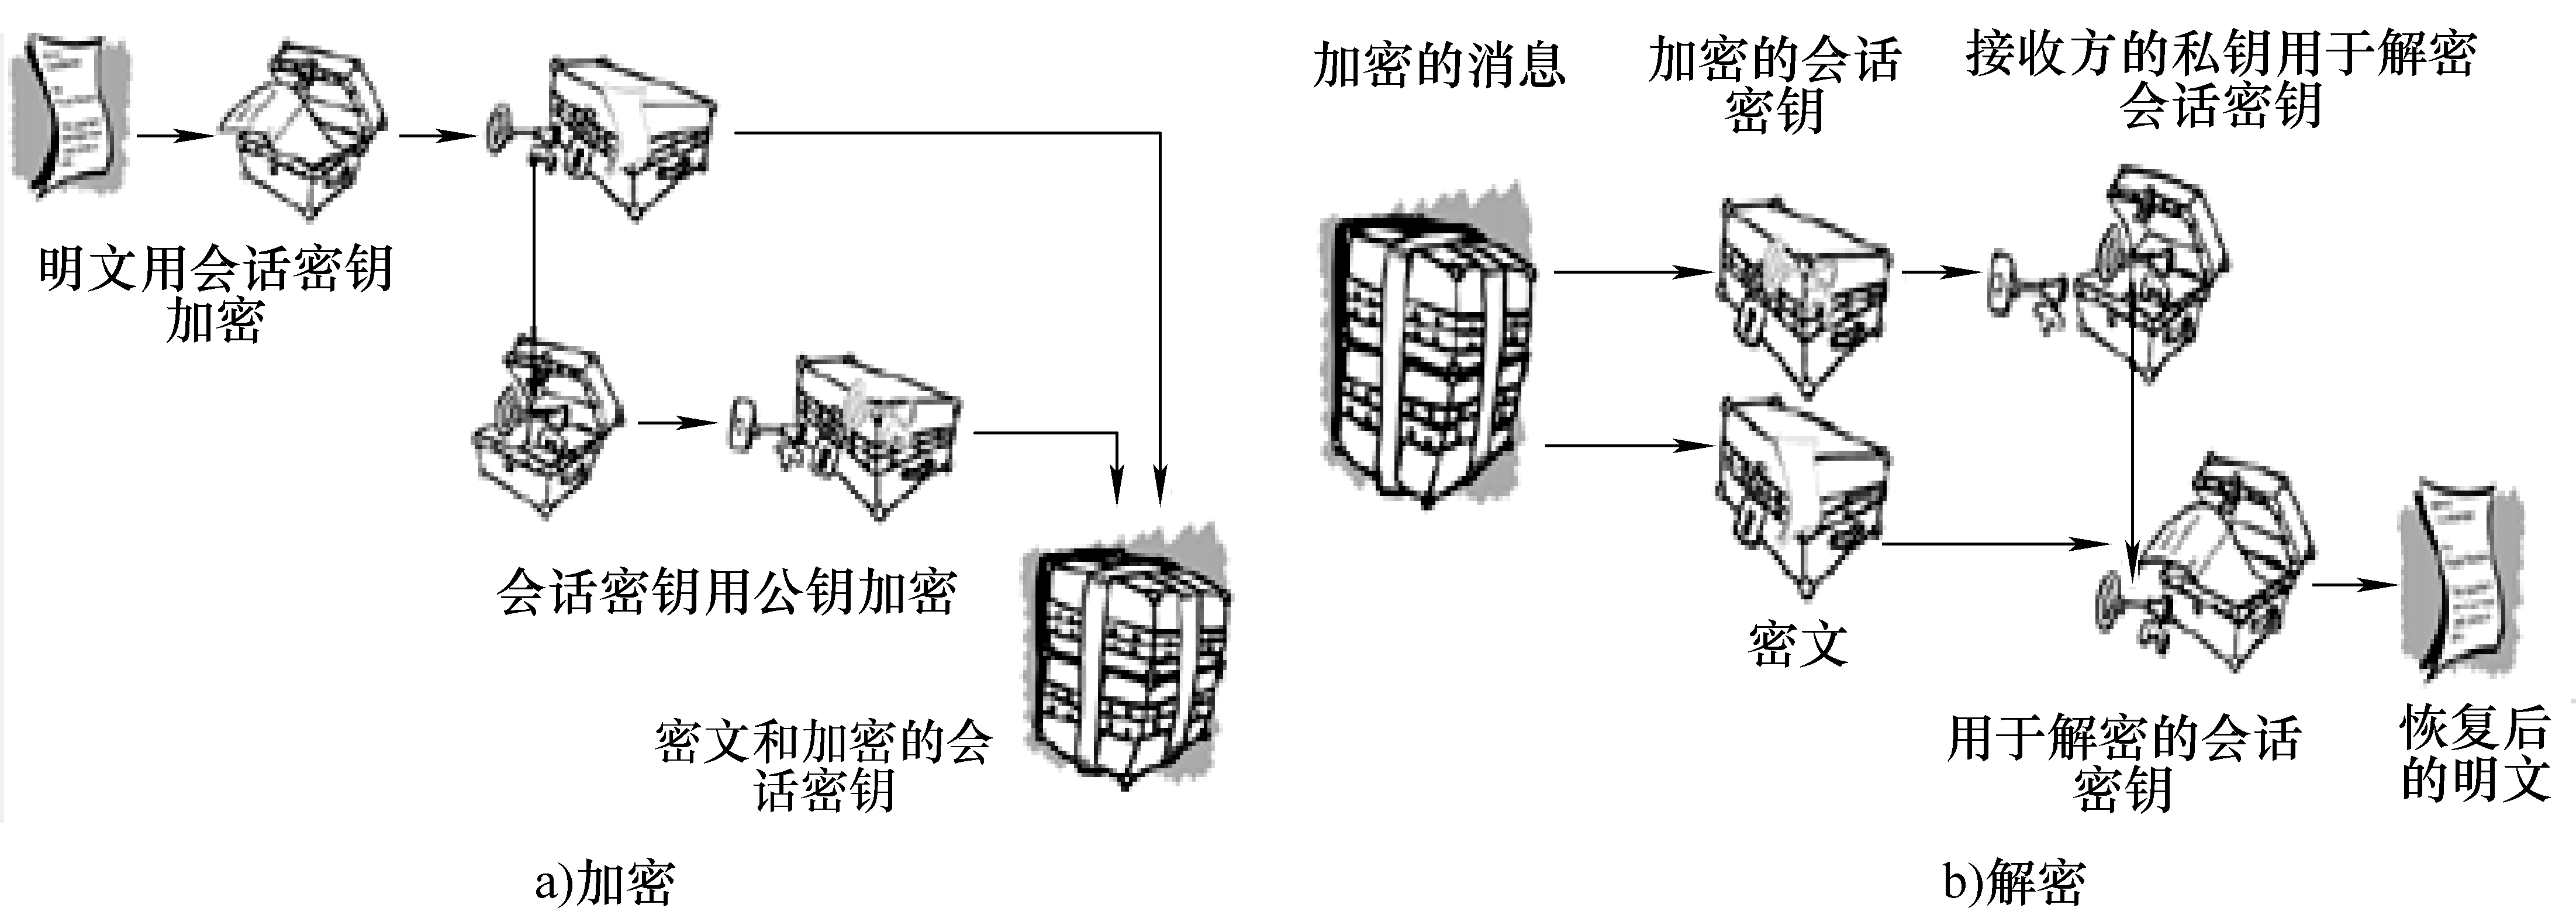 明文用会话密钥
加密
会话密钥用公钥加密
密文和加密的会
话密钥
a)加密
加密的消息
加密的会话
密钥
接收方的私钥用于解密
会话密钥
密文
用于解密的会话
密钥
恢复后
的明文
b)解密